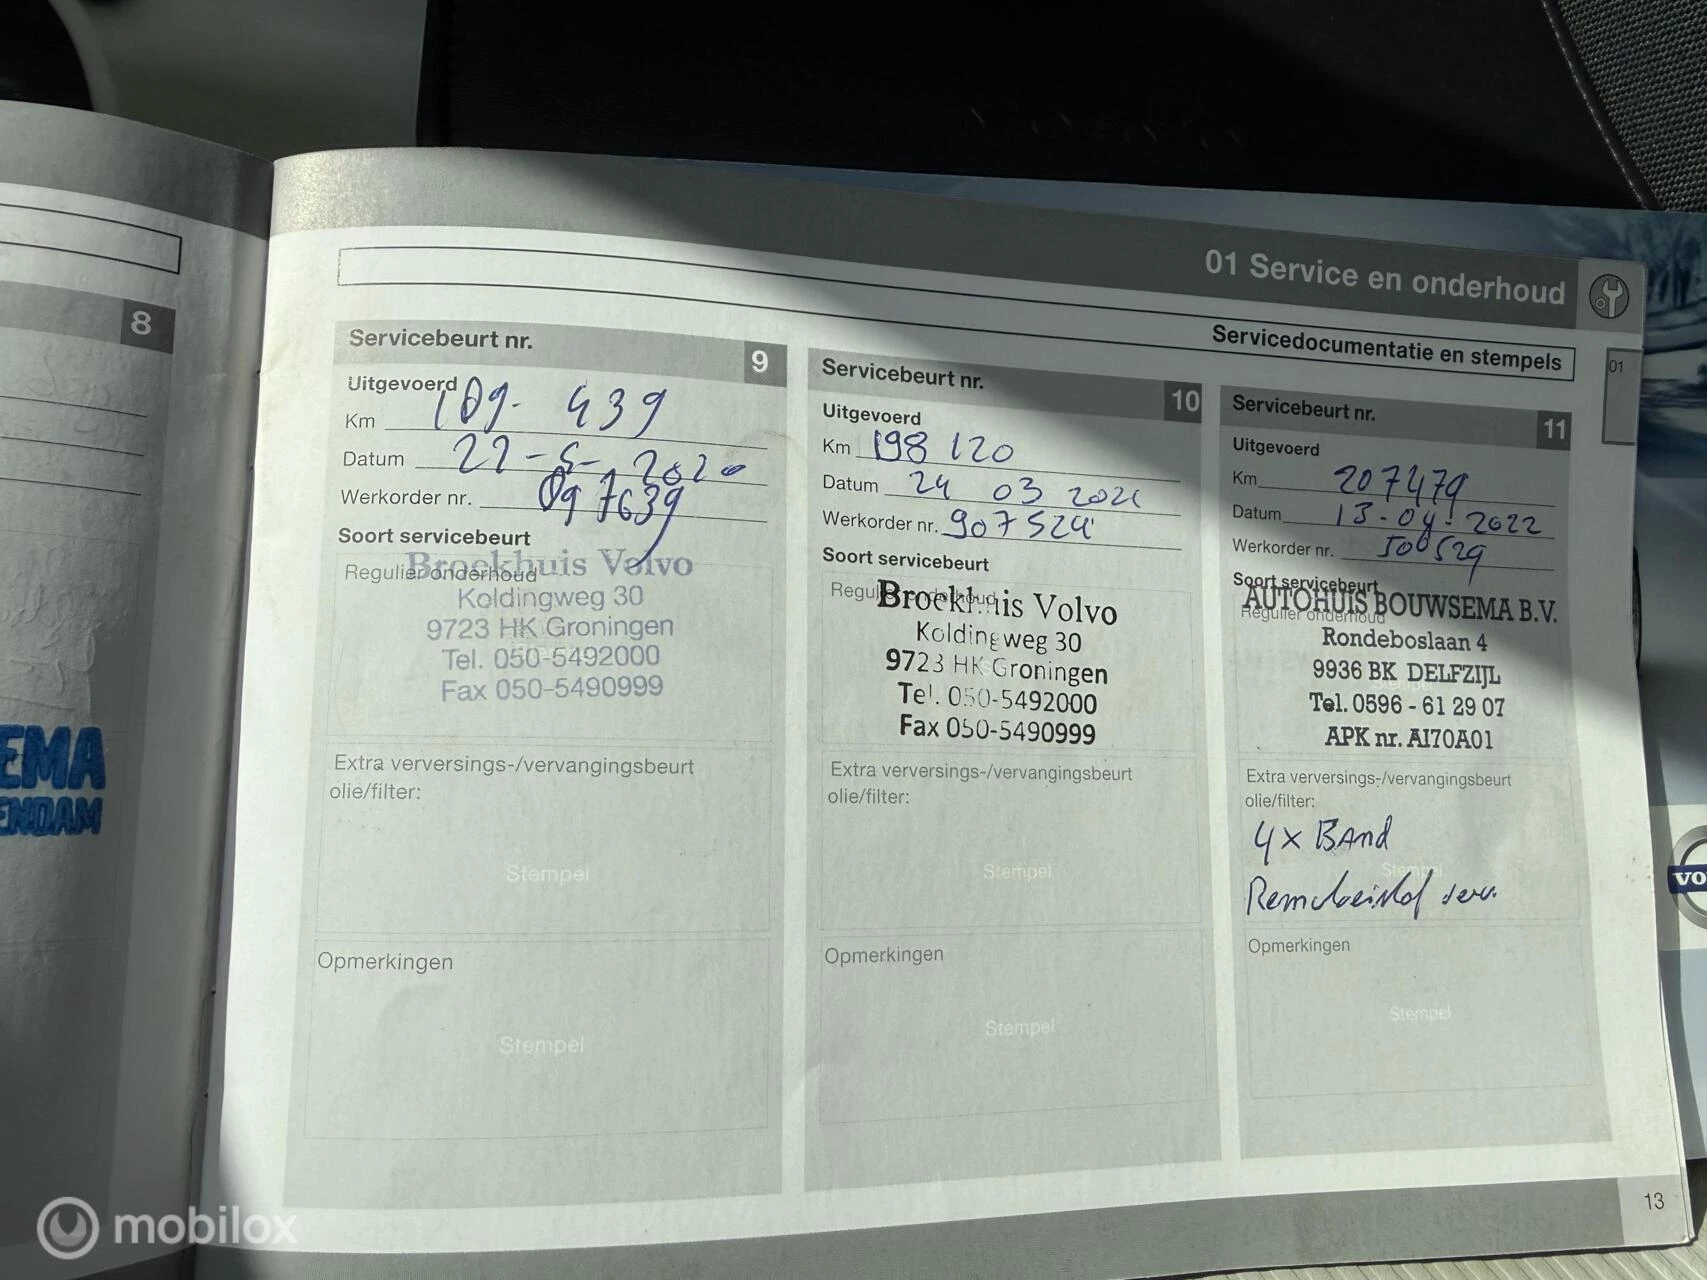 8
EMA
ENDAM
01 Service en onderhoud
Servicedocumentatie en stempels
01
Servicebeurt nr. 9
Uitgevoerd
Km 109-439
Datum 22-5-2020
Werkorder nr. 097639
Soort servicebeurt
Regulier onderhoud
Broekhuis Volvo
Koldingweg 30
9723 HK Groningen
Tel. 050-5492000
Fax 050-5490999
Extra verversings-/vervangingsbeurt
olie/filter:
Stempel
Opmerkingen
Stempel
Servicebeurt nr. 10
Uitgevoerd
Km 198 120
Datum 24 03 2021
Werkorder nr. 907524
Soort servicebeurt
Regulier onderhoud
Broekhuis Volvo
Koldingweg 30
9723 HK Groningen
Tel. 050-5492000
Fax 050-5490999
Extra verversings-/vervangingsbeurt
olie/filter:
Stempel
Opmerkingen
Stempel
Servicebeurt nr. 11
Uitgevoerd
Km 207479
Datum 13-04-2022
Werkorder nr. 500529
Soort servicebeurt
Regulier onderhoud
AUTOHUIS BOUWSEMA B.V.
Rondeboslaan 4
9936 BK DELFZIJL
Tel. 0596 - 61 29 07
APK nr. AI70A01
Extra verversings-/vervangingsbeurt
olie/filter:
4x BAnd
Stempel
Opmerkingen
Stempel
13
VO
mobilox